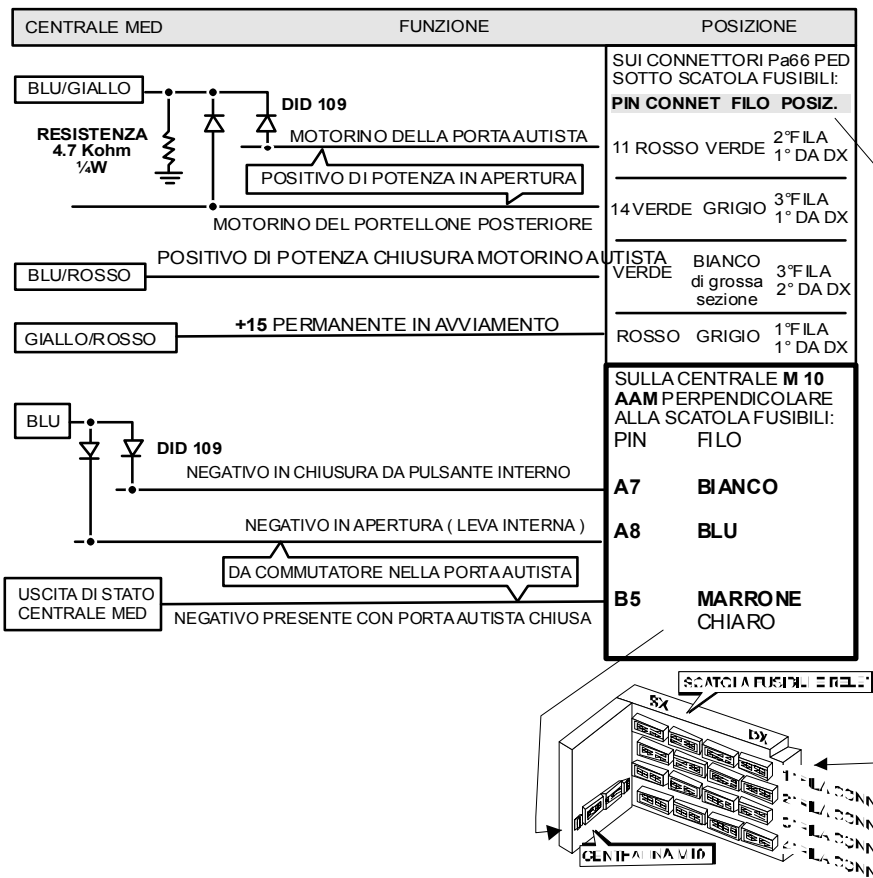 CENTRALE MED FUNZIONE POSIZIONE
SUI CONNETTORI Pa66 PED
SOTTO SCATOLA FUSIBILI:
PIN CONNET FILO POSIZ.
BLU/GIALLO
DID 109
RESISTENZA
4.7 Kohm
¼W
MOTORINO DELLA PORTA AUTISTA
11 ROSSO VERDE 2°FILA
1° DA DX
POSITIVO DI POTENZA IN APERTURA
14 VERDE GRIGIO 3°FILA
1° DA DX
MOTORINO DEL PORTELLONE POSTERIORE
BLU/ROSSO
POSITIVO DI POTENZA CHIUSURA MOTORINO AUTISTA
VERDE BIANCO
di grossa
sezione
3°FILA
2° DA DX
GIALLO/ROSSO
+15 PERMANENTE IN AVVIAMENTO
ROSSO GRIGIO 1°FILA
1° DA DX
SULLA CENTRALE M 10
AAM PERPENDICOLARE
ALLA SCATOLA FUSIBILI:
PIN FILO
BLU
DID 109
NEGATIVO IN CHIUSURA DA PULSANTE INTERNO
A7 BIANCO
NEGATIVO IN APERTURA ( LEVA INTERNA )
A8 BLU
DA COMMUTATORE NELLA PORTA AUTISTA
USCITA DI STATO
CENTRALE MED
NEGATIVO PRESENTE CON PORTA AUTISTA CHIUSA
B5 MARRONE
CHIARO
SX
DX